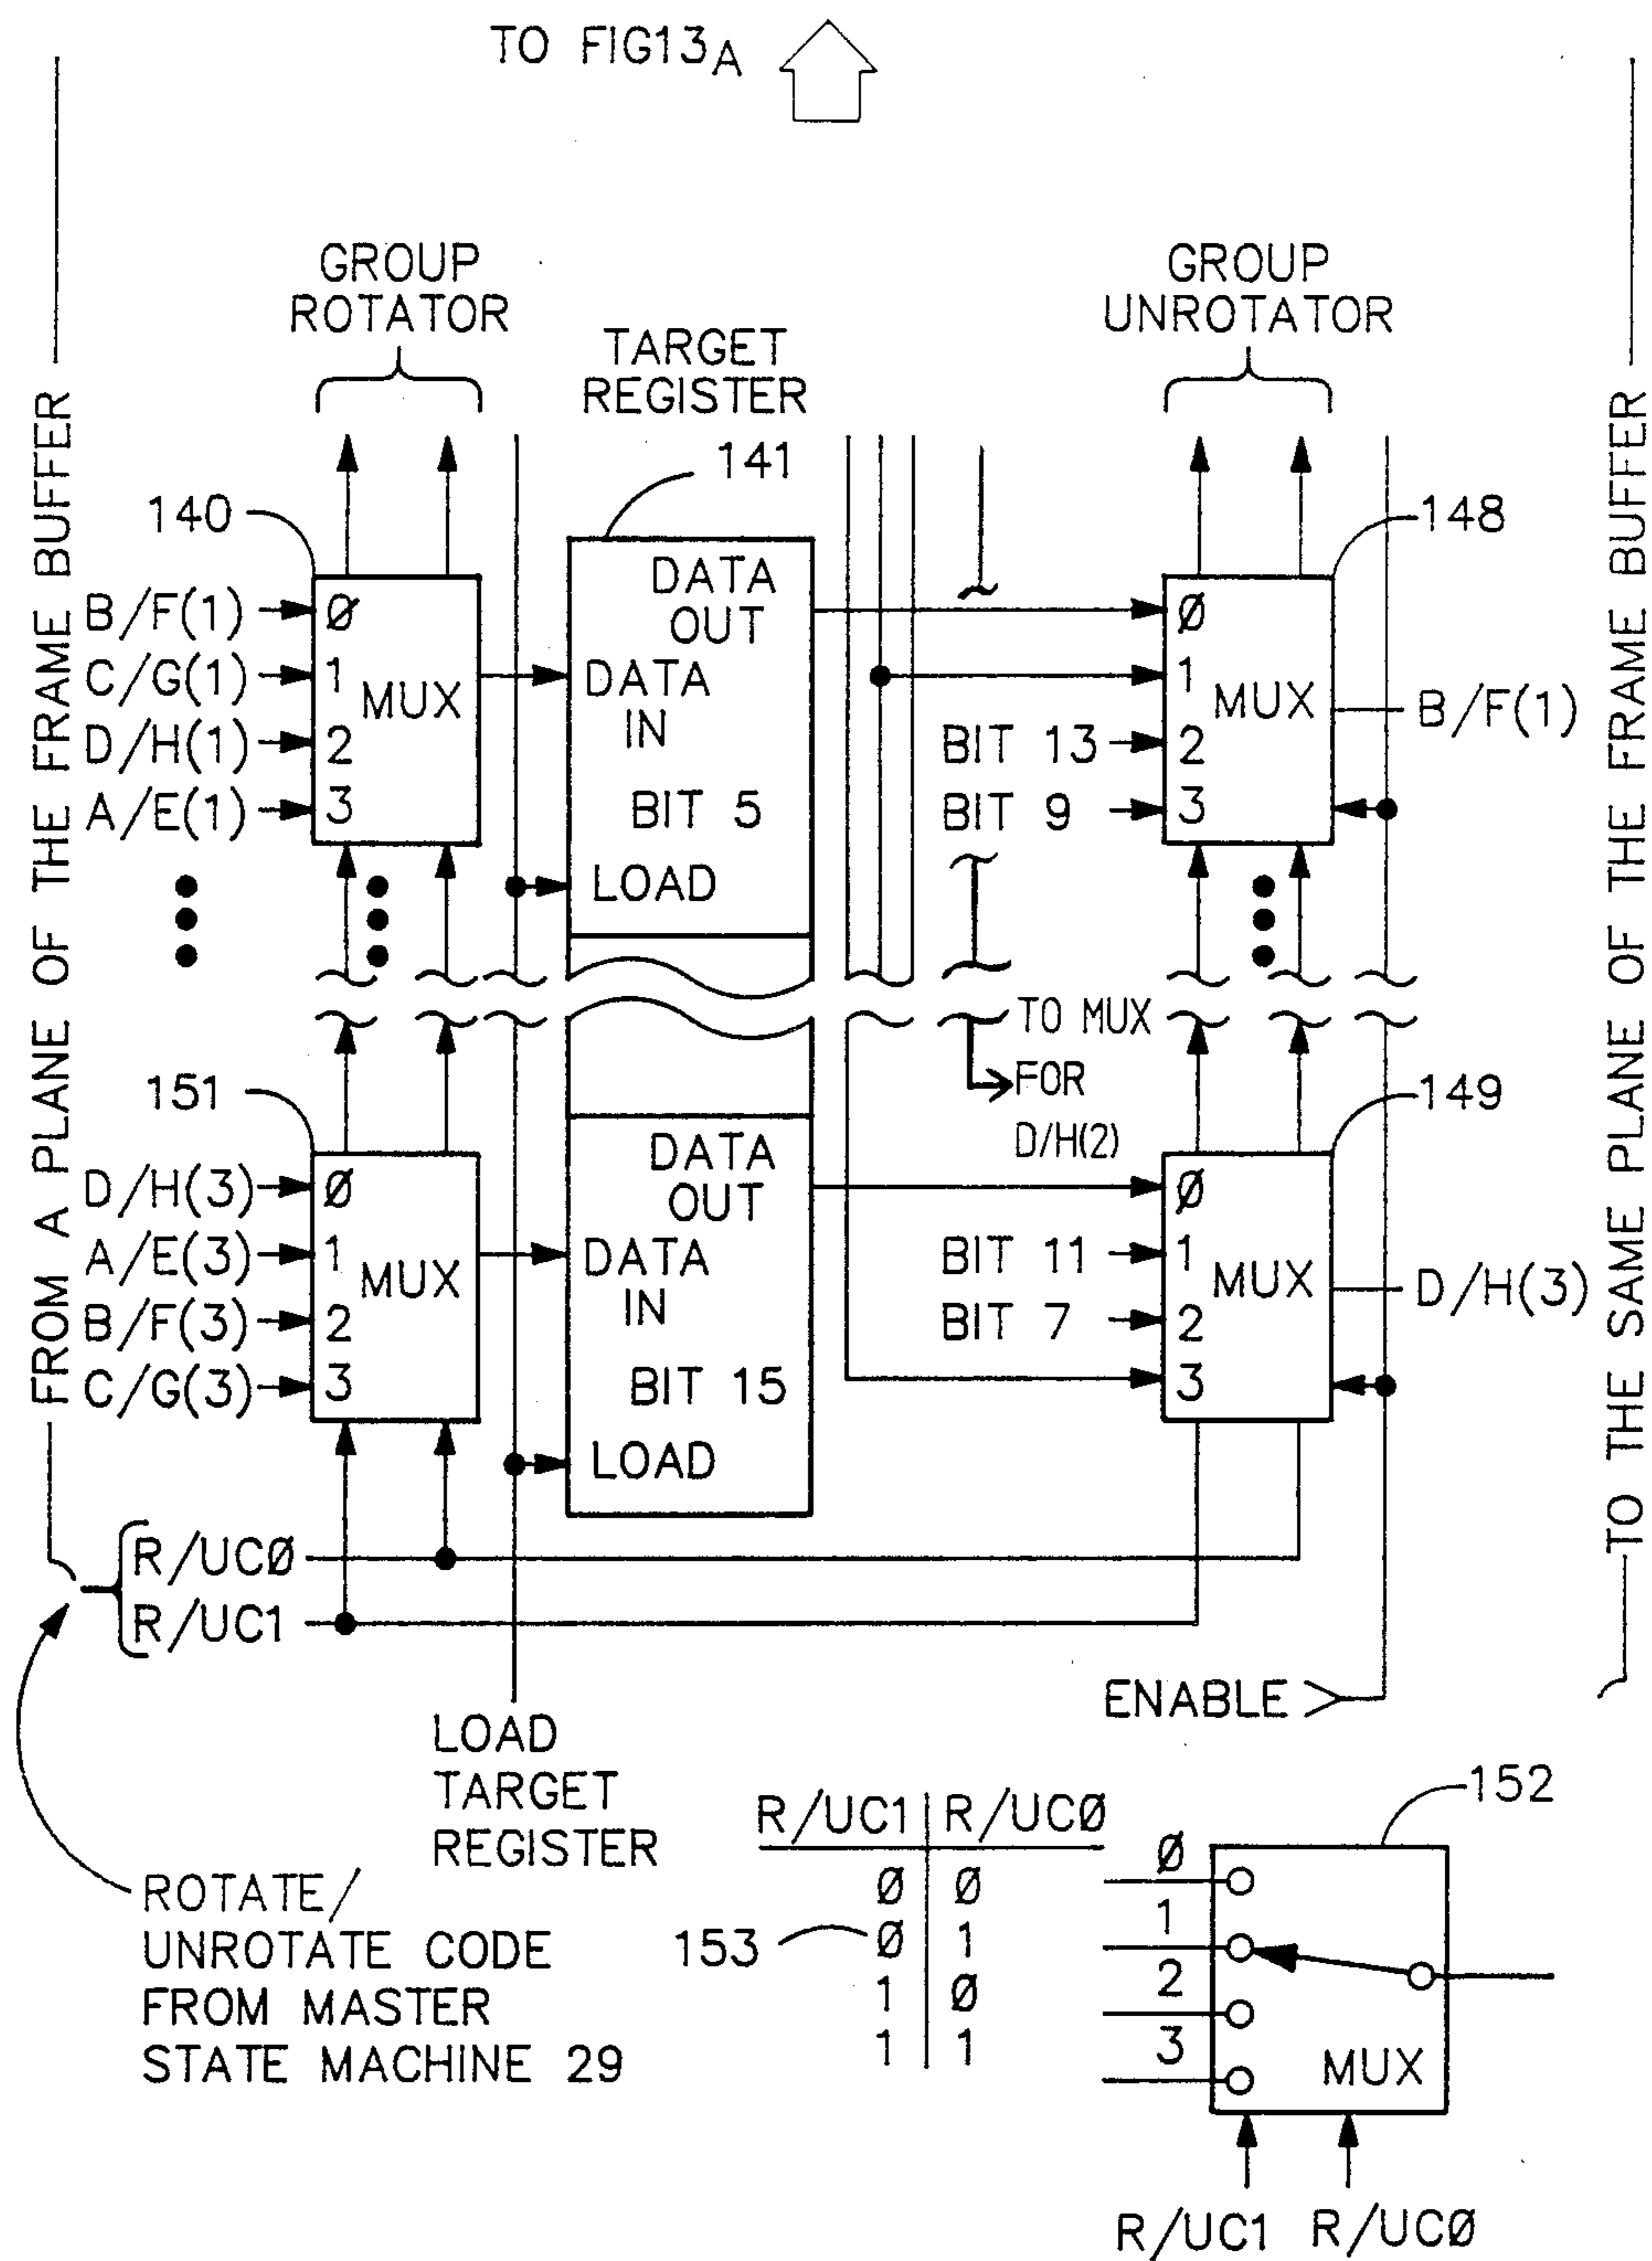 TO FIG13A
FROM A PLANE OF THE FRAME BUFFER
GROUP
ROTATOR
TARGET
REGISTER
GROUP
UNROTATOR
TO THE SAME PLANE OF THE FRAME BUFFER
140
141
148
B/F(1)
C/G(1)
D/H(1)
A/E(1)
Ø
1
2
3
MUX
DATA
OUT
DATA
IN
BIT 5
LOAD
BIT 13
BIT 9
Ø
1
2
3
MUX
B/F(1)
TO MUX
FOR
D/H(2)
151
149
D/H(3)
A/E(3)
B/F(3)
C/G(3)
Ø
1
2
3
MUX
DATA
OUT
DATA
IN
BIT 15
LOAD
BIT 11
BIT 7
Ø
1
2
3
MUX
D/H(3)
R/UCØ
R/UC1
ENABLE
LOAD
TARGET
REGISTER
ROTATE/
UNROTATE CODE
FROM MASTER
STATE MACHINE 29
R/UC1 R/UCØ
Ø Ø
Ø 1
1 Ø
1 1
153
152
Ø
1
2
3
MUX
R/UC1 R/UCØ